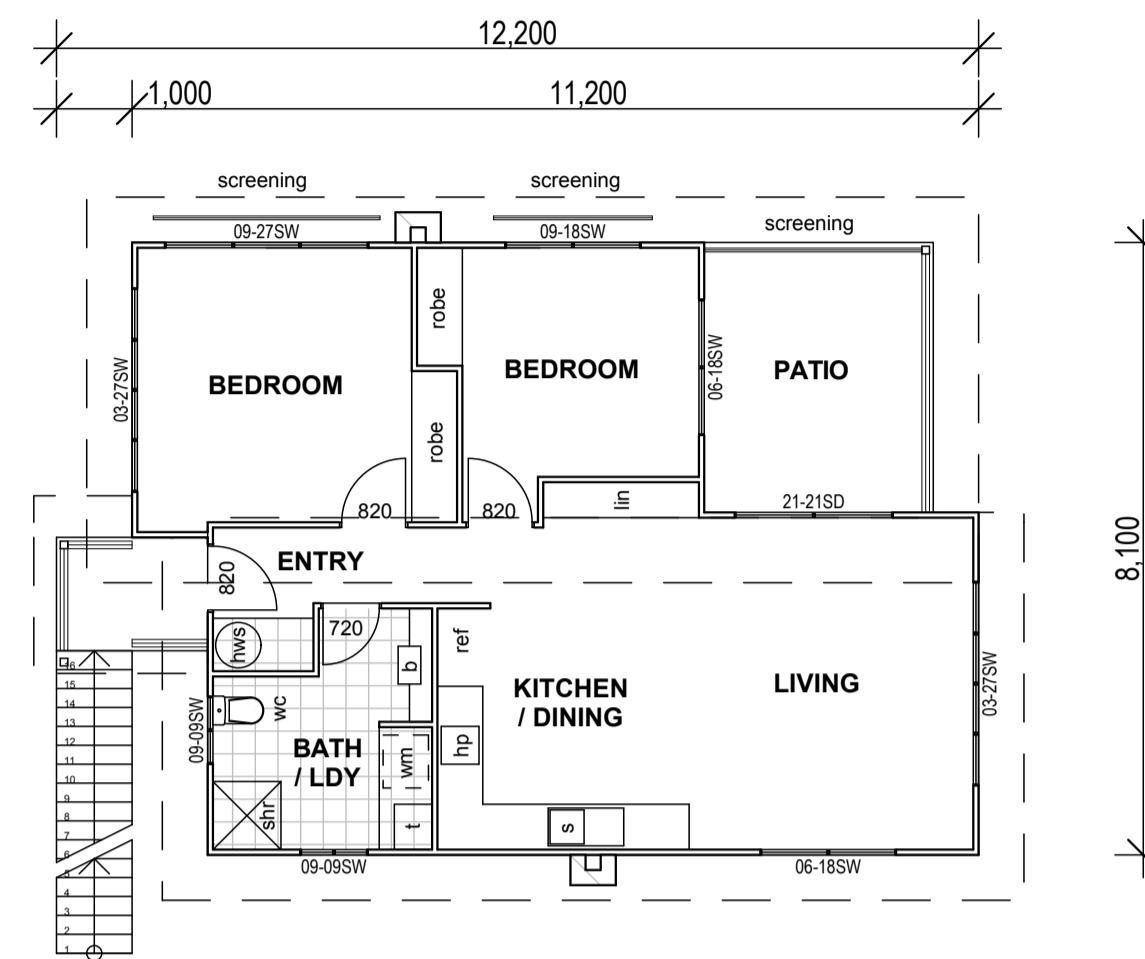 12,200
1,000
11,200
screening
screening
screening
09-27SW
09-18SW
robe
BEDROOM
BEDROOM
PATIO
03-27SW
06-18SW
8,100
robe
820
820
lin
21-21SD
ENTRY
820
hws
720
ref
b
KITCHEN
/ DINING
LIVING
03-27SW
wc
09-09SW
BATH
/ LDY
wm
hp
shr
t
s
09-09SW
06-18SW
16
15
14
13
12
11
10
9
8
7
6
5
4
3
2
1